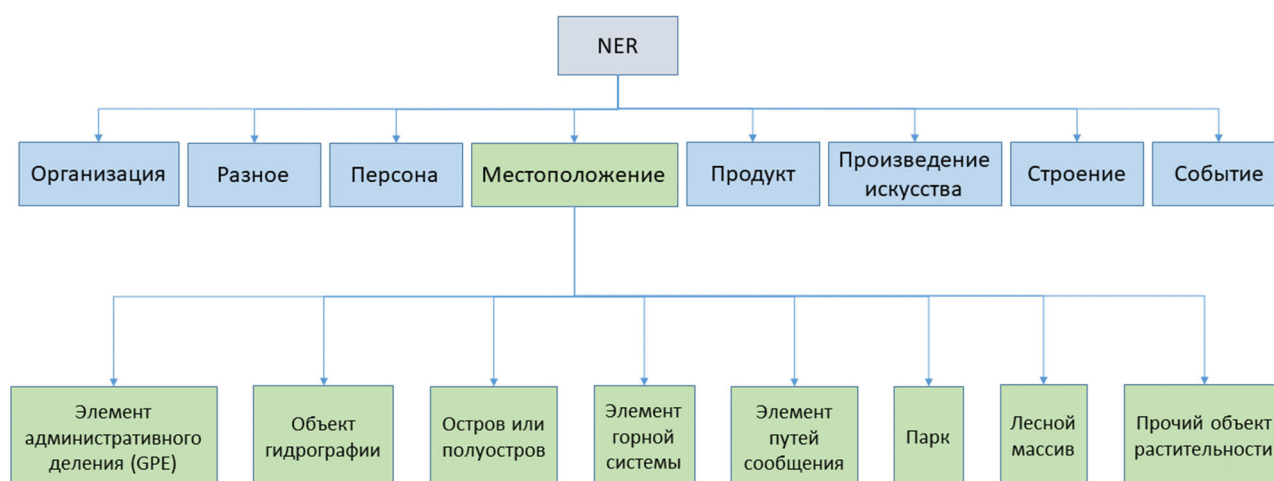 NER
Организация
Разное
Персона
Местоположение
Продукт
Произведение
искусства
Строение
Событие
Элемент
административного
деления (GPE)
Объект
гидрографии
Остров или
полуостров
Элемент
горной
системы
Элемент
путей
сообщения
Парк
Лесной
массив
Прочий объект
растительности